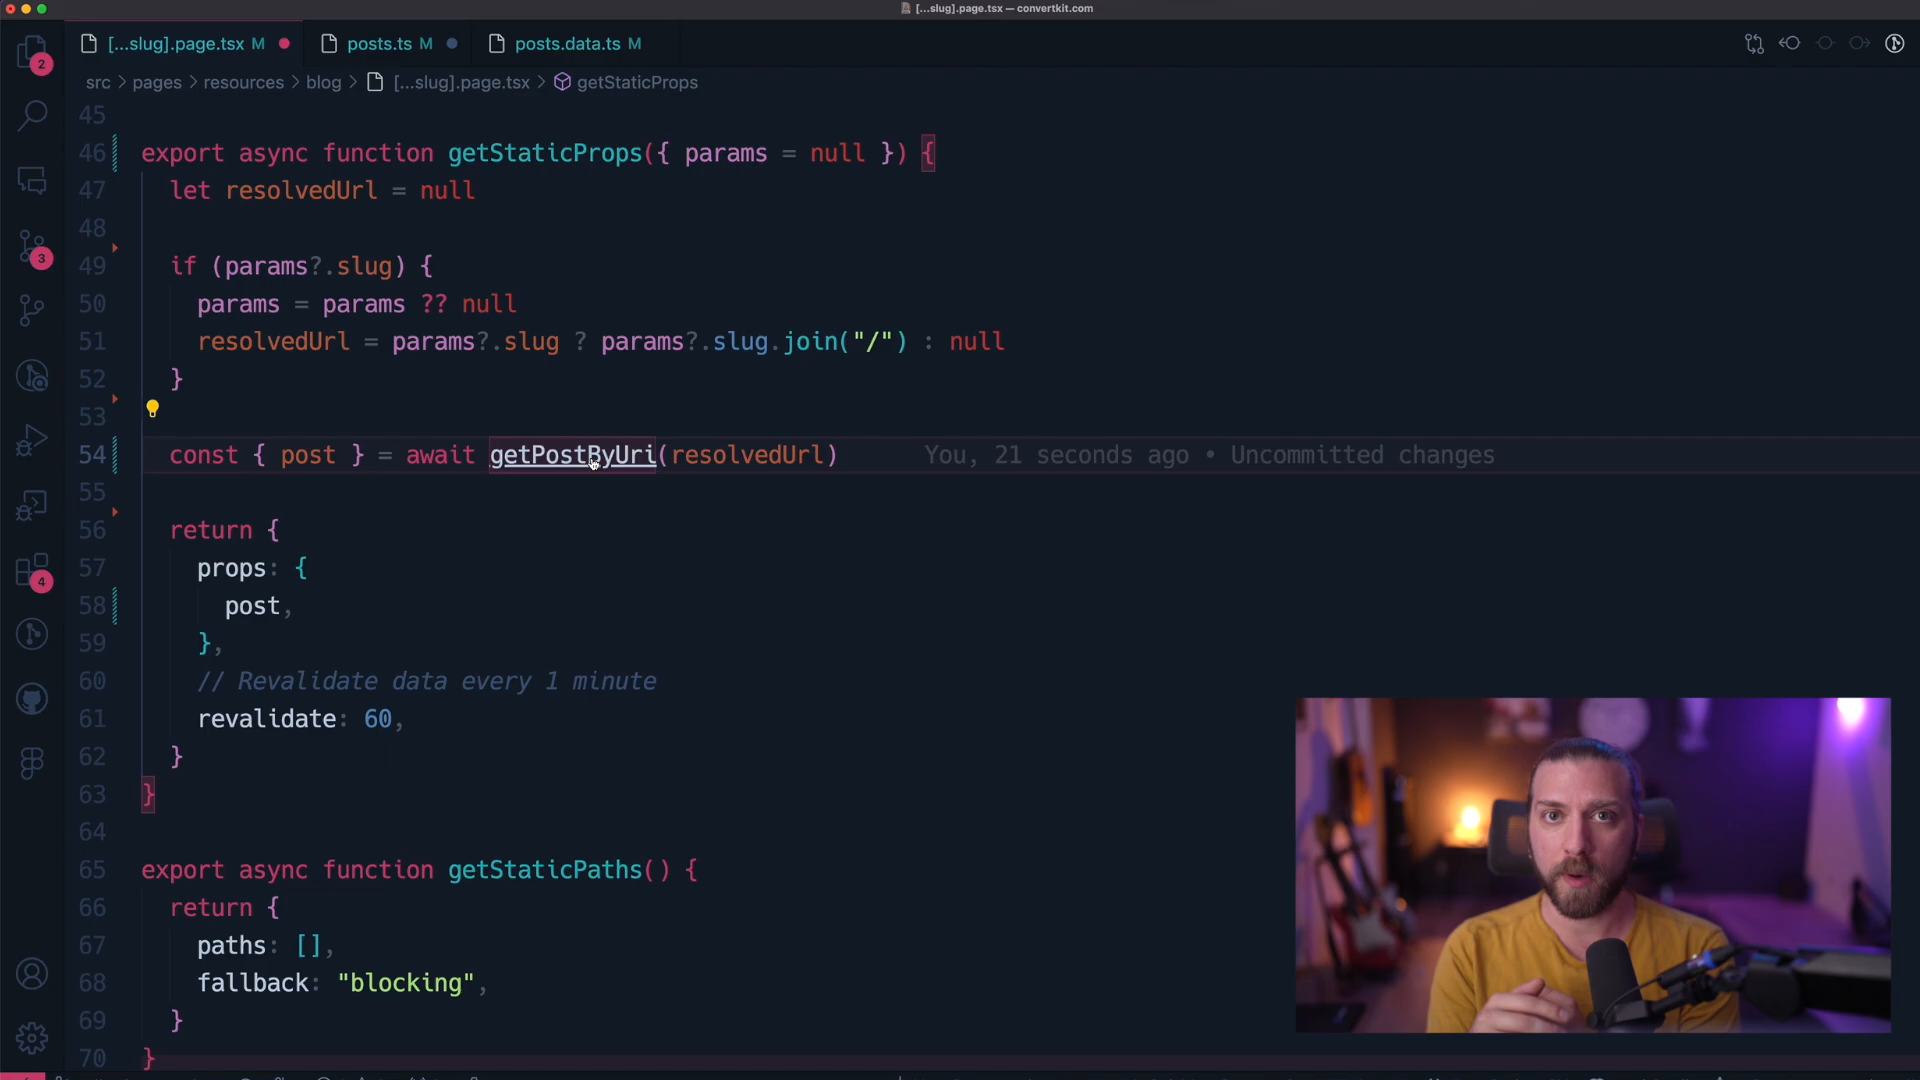 [...slug].page.tsx — convertkit.com
[...slug].page.tsx M
posts.ts M
posts.data.ts M
src > pages > resources > blog > [...slug].page.tsx > getStaticProps
2
3
4
45
46 export async function getStaticProps({ params = null }) {
47 let resolvedUrl = null
48
49 if (params?.slug) {
50 params = params ?? null
51 resolvedUrl = params?.slug ? params?.slug.join("/") : null
52 }
53
54 const { post } = await getPostByUri(resolvedUrl) You, 21 seconds ago • Uncommitted changes
55
56 return {
57 props: {
58 post,
59 },
60 // Revalidate data every 1 minute
61 revalidate: 60,
62 }
63 }
64
65 export async function getStaticPaths() {
66 return {
67 paths: [],
68 fallback: "blocking",
69 }
70 }